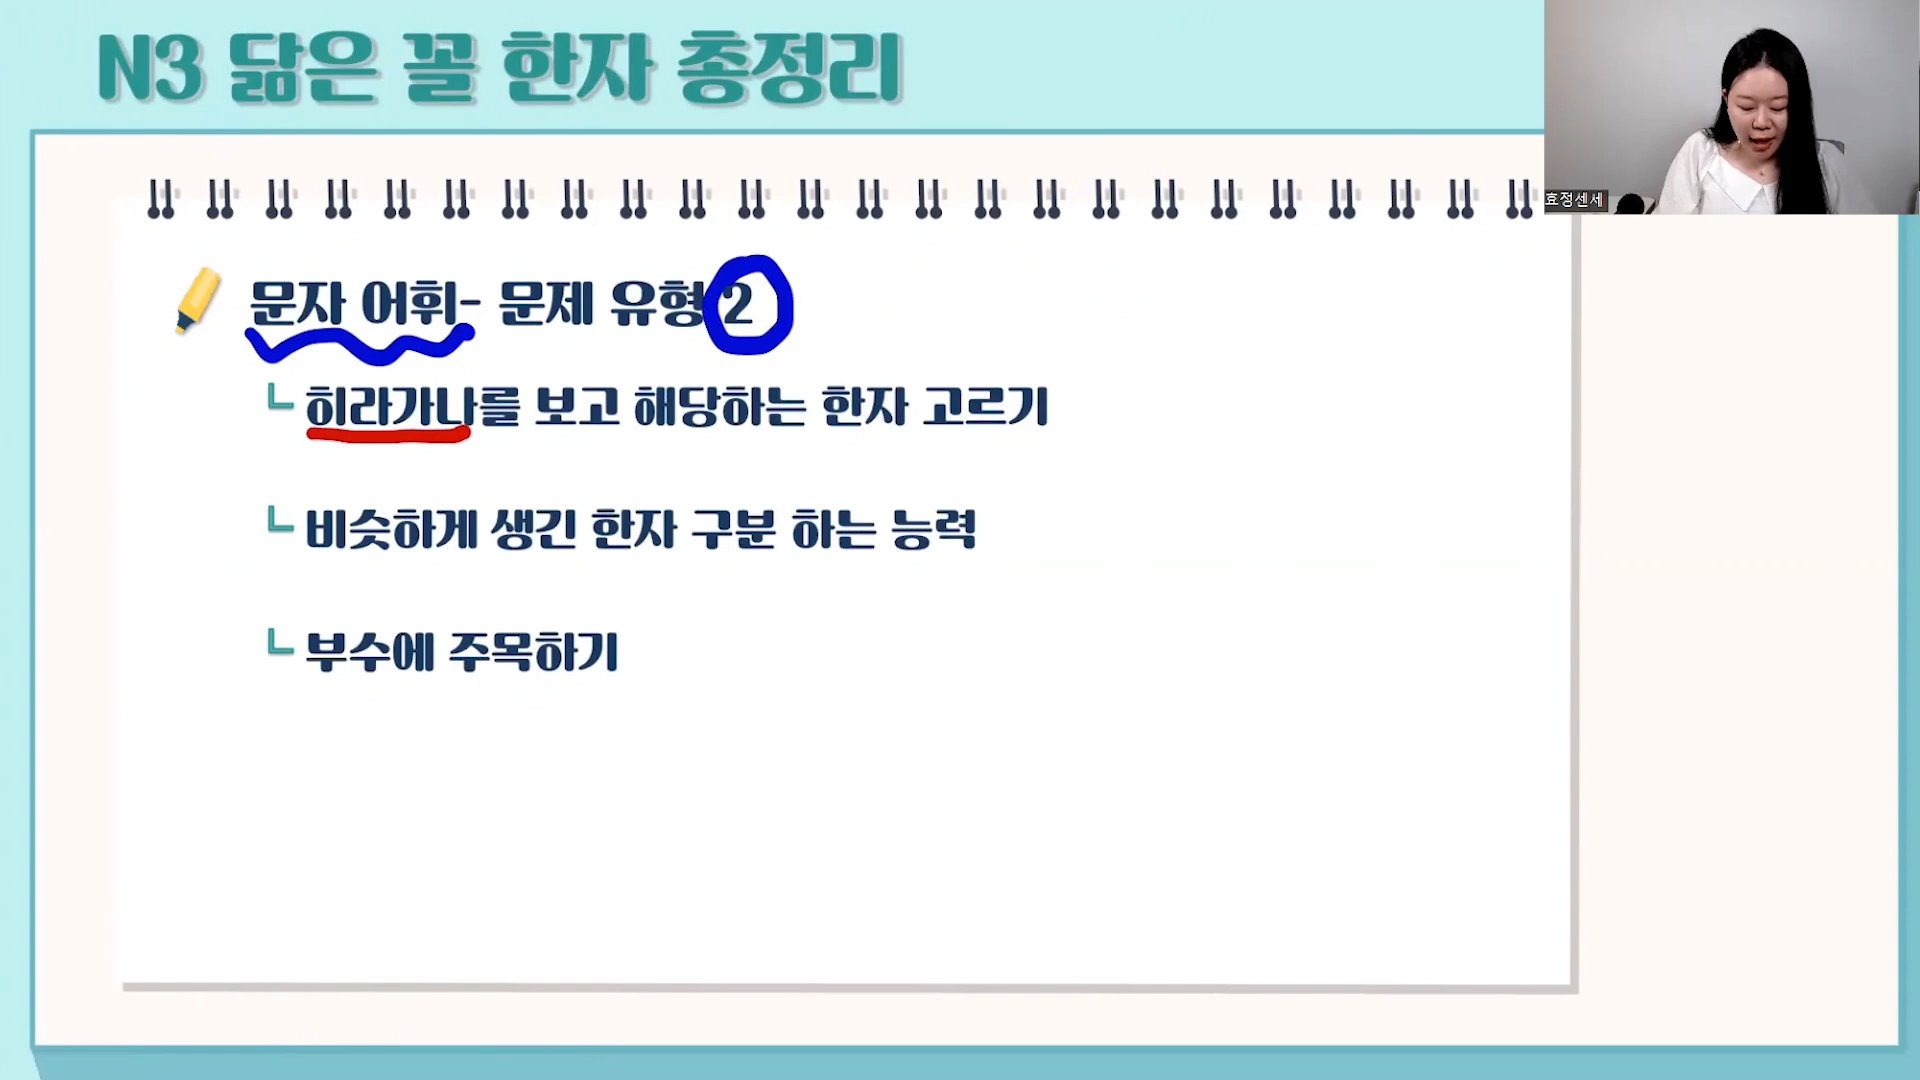 N3 닮은 꼴 한자 총정리
효정센세
문자 어휘- 문제 유형 2
히라가나를 보고 해당하는 한자 고르기
비슷하게 생긴 한자 구분 하는 능력
부수에 주목하기